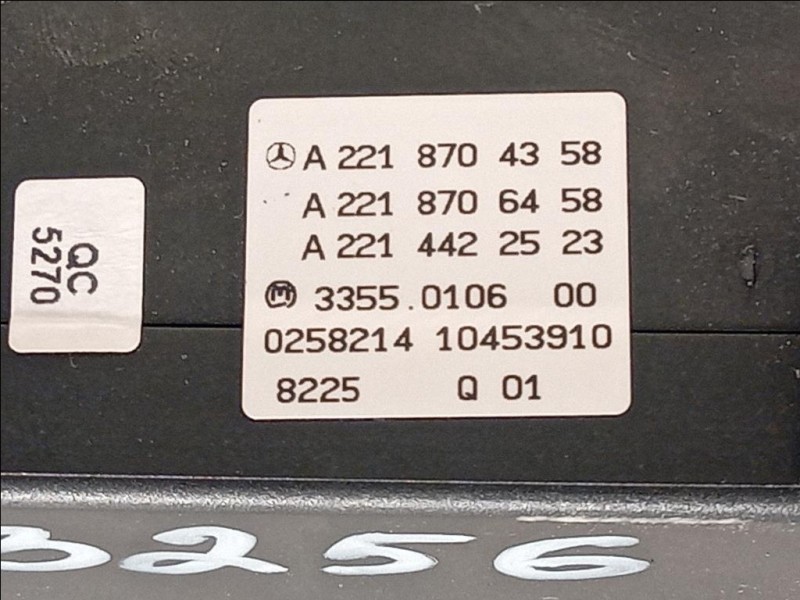 A 221 870 43 58
A 221 870 64 58
A 221 442 25 23
M 3355.0106 00
0258214 10453910
8225 Q 01
QC
5270
3256